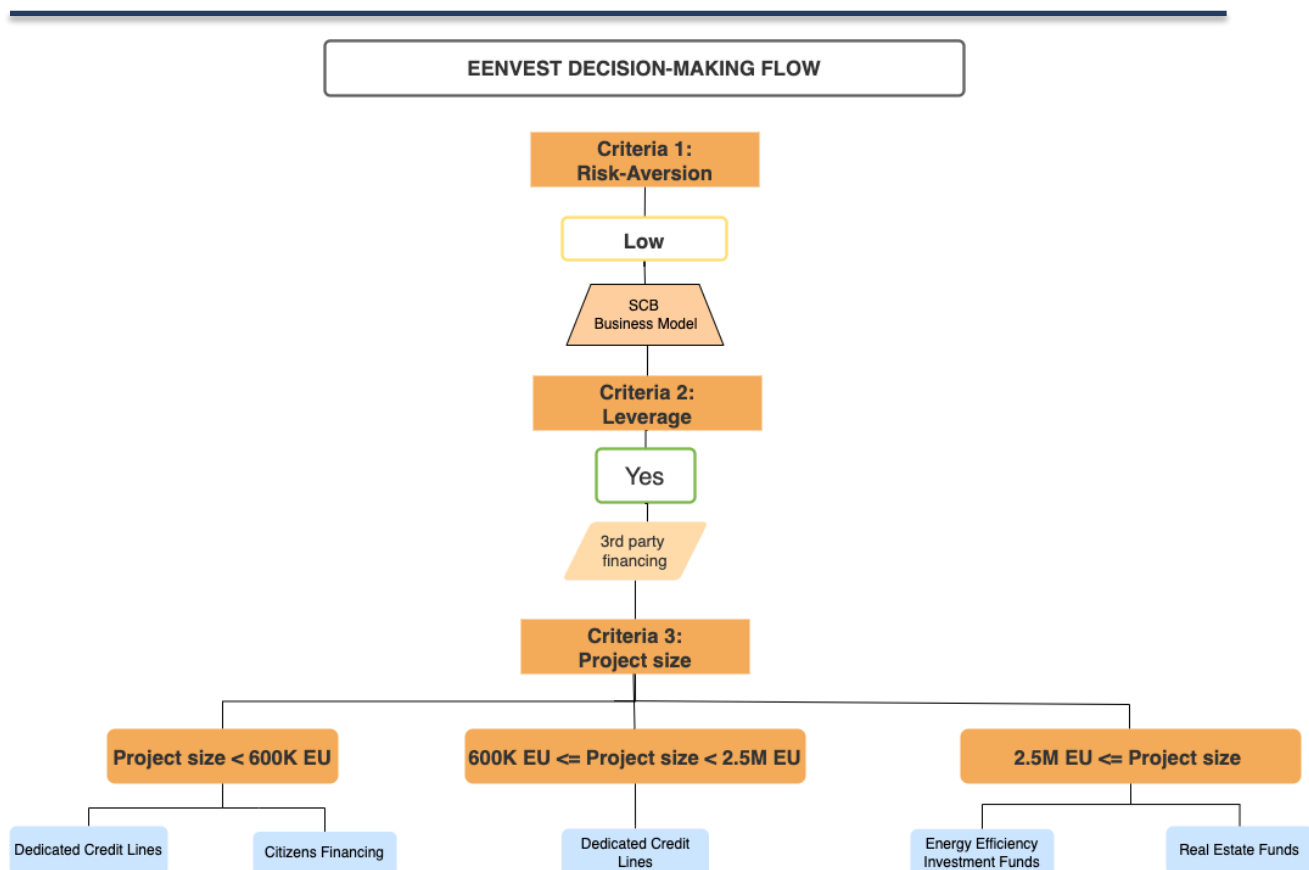 EENVEST DECISION-MAKING FLOW
Criteria 1:
Risk-Aversion
Low
SCB
Business Model
Criteria 2:
Leverage
Yes
3rd party
financing
Criteria 3:
Project size
Project size < 600K EU
600K EU <= Project size < 2.5M EU
2.5M EU <= Project size
Dedicated Credit Lines
Citizens Financing
Dedicated Credit
Lines
Energy Efficiency
Investment Funds
Real Estate Funds